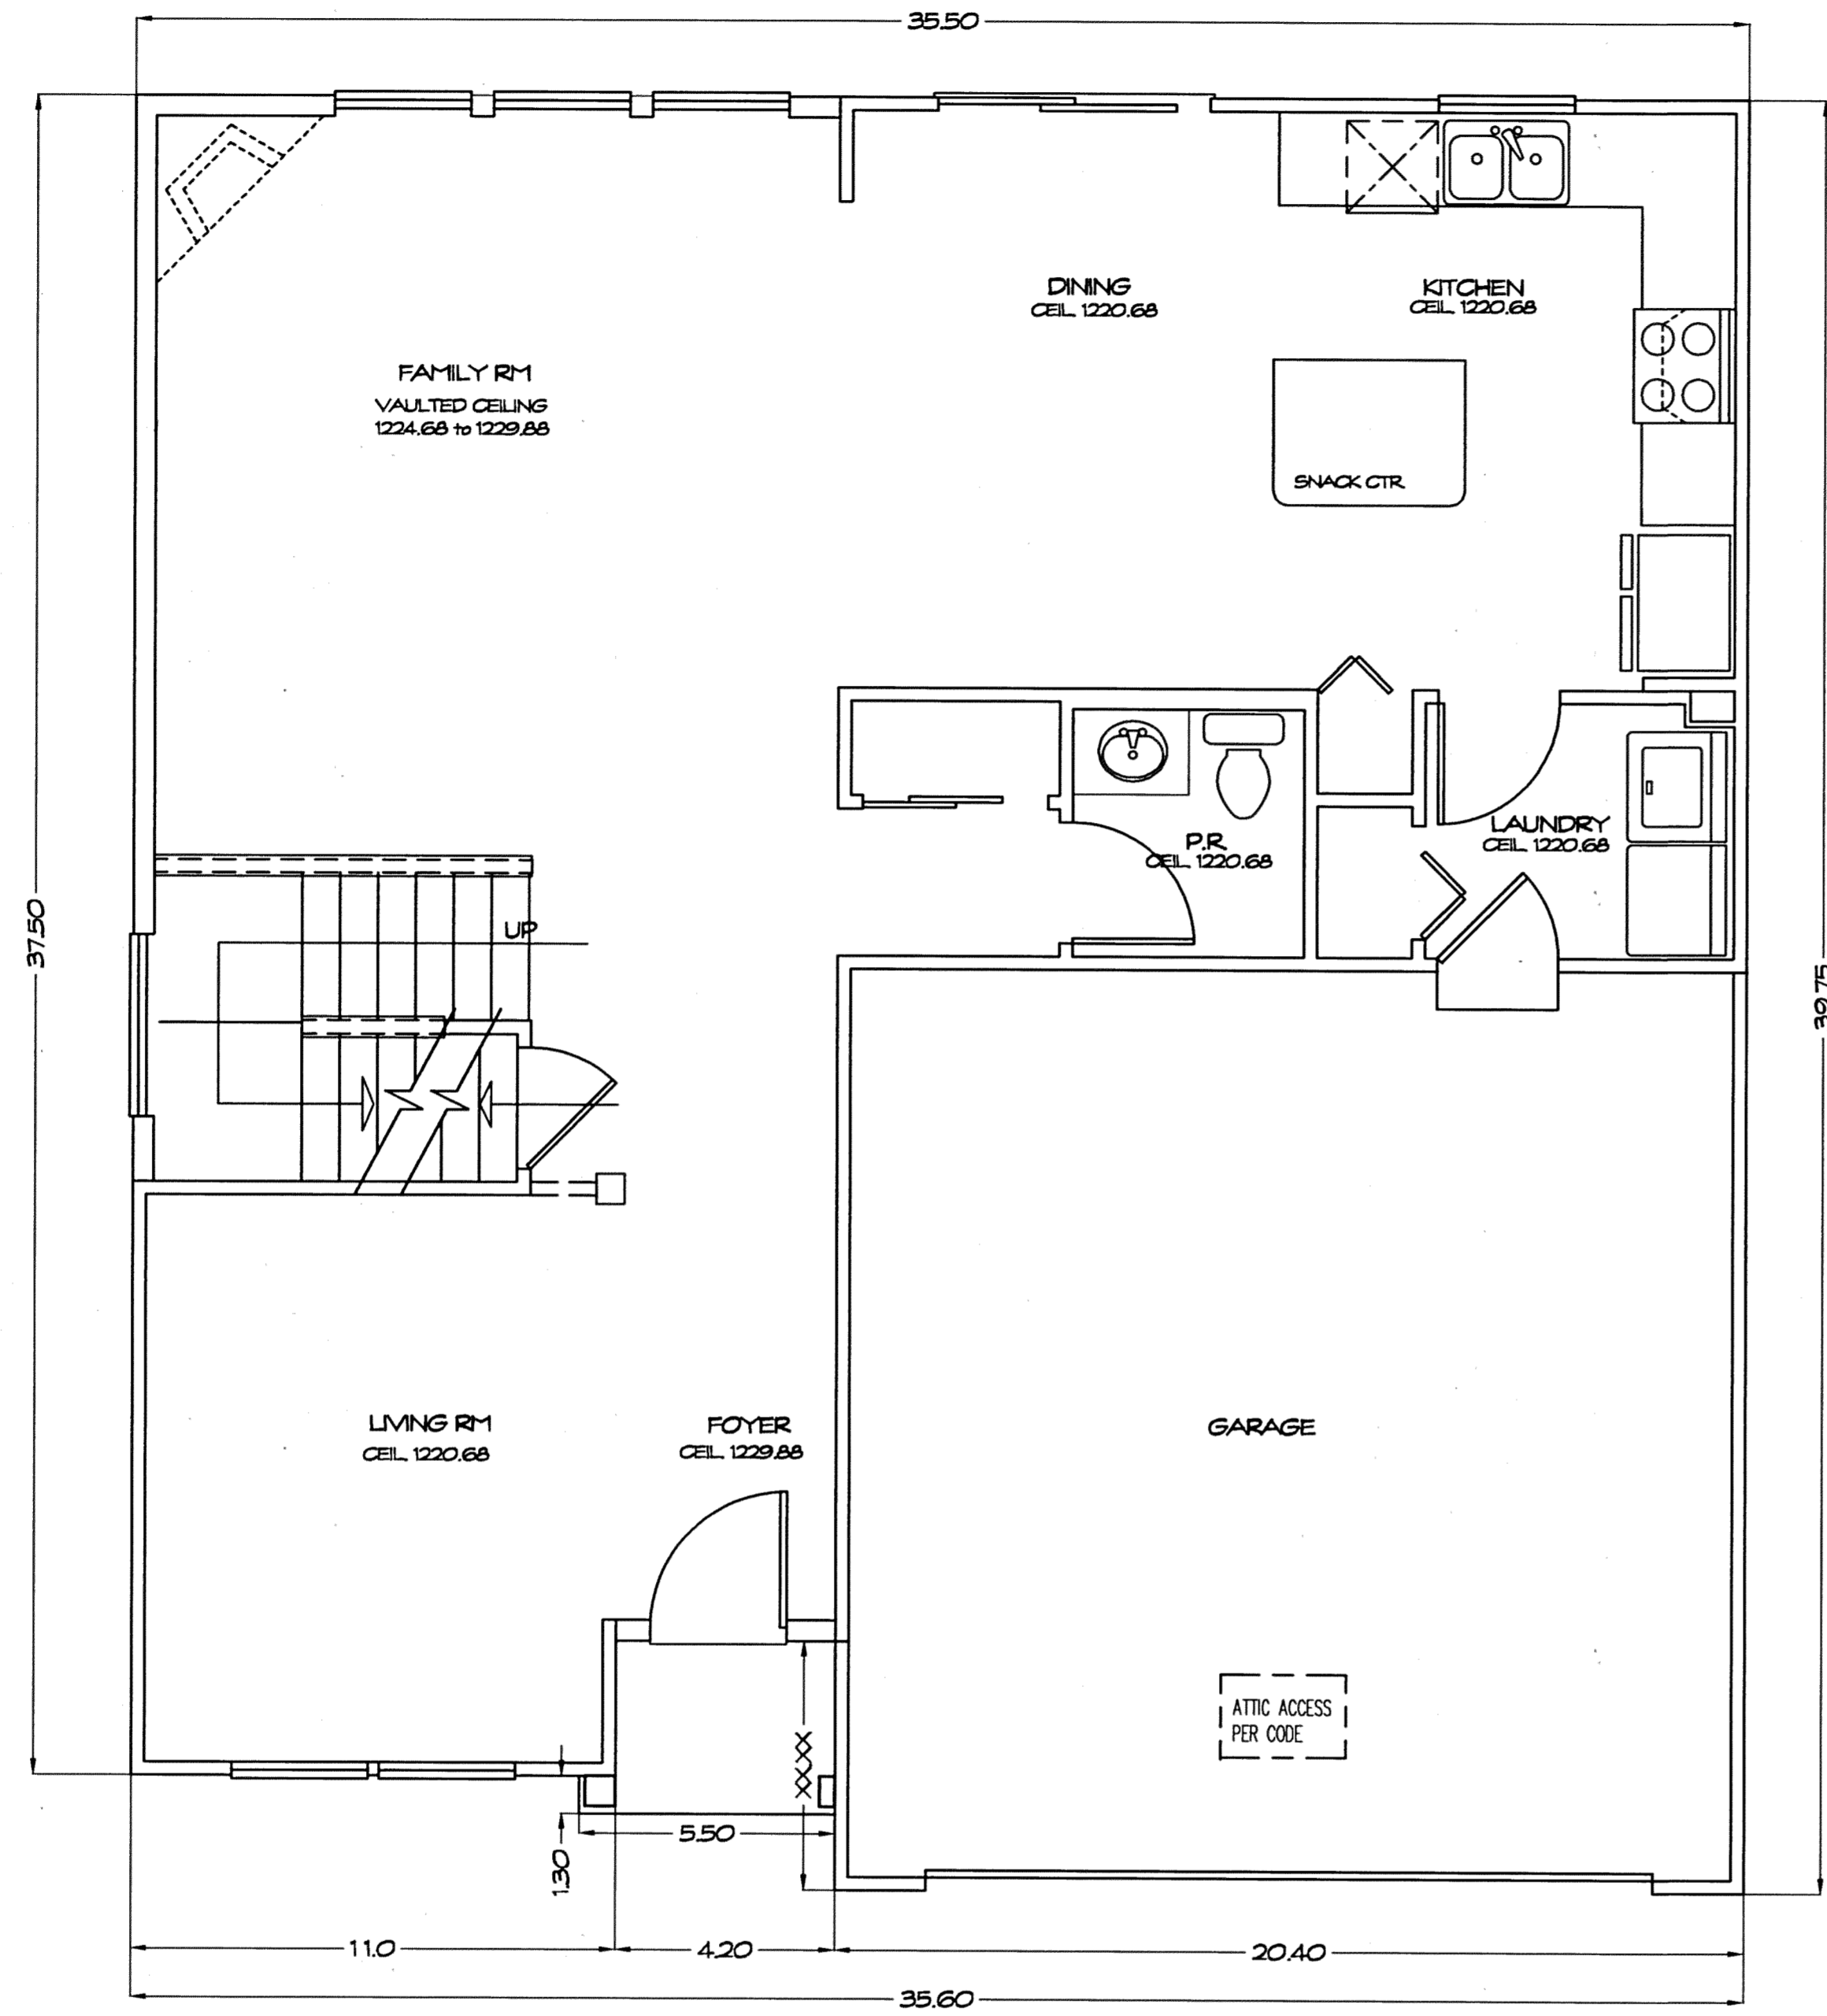 35.50
DINING
CEIL. 1220.68
KITCHEN
CEIL. 1220.68
FAMILY RM
VAULTED CEILING
1224.68 to 1229.88
SNACK CTR
LAUNDRY
CEIL. 1220.68
P.R
CEIL. 1220.68
UP
37.50
39.75
LIVING RM
CEIL. 1220.68
FOYER
CEIL. 1229.88
GARAGE
ATTIC ACCESS
PER CODE
XXXX
5.50
1.30
11.0
4.20
20.40
35.60